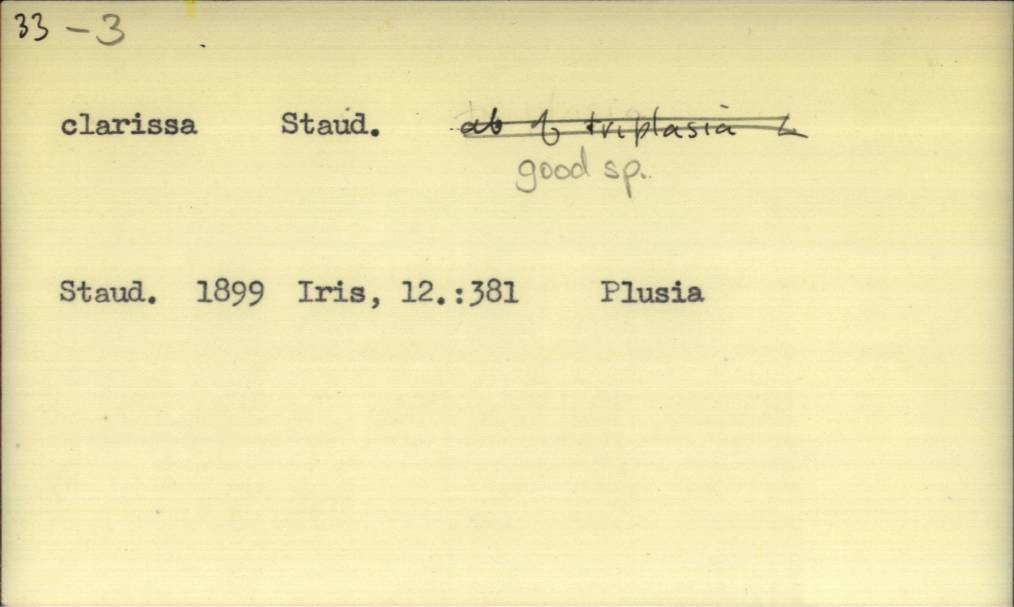 33 - 3
clarissa Staud. ab of triplasia L
good sp.
Staud. 1899 Iris, 12.:381 Plusia